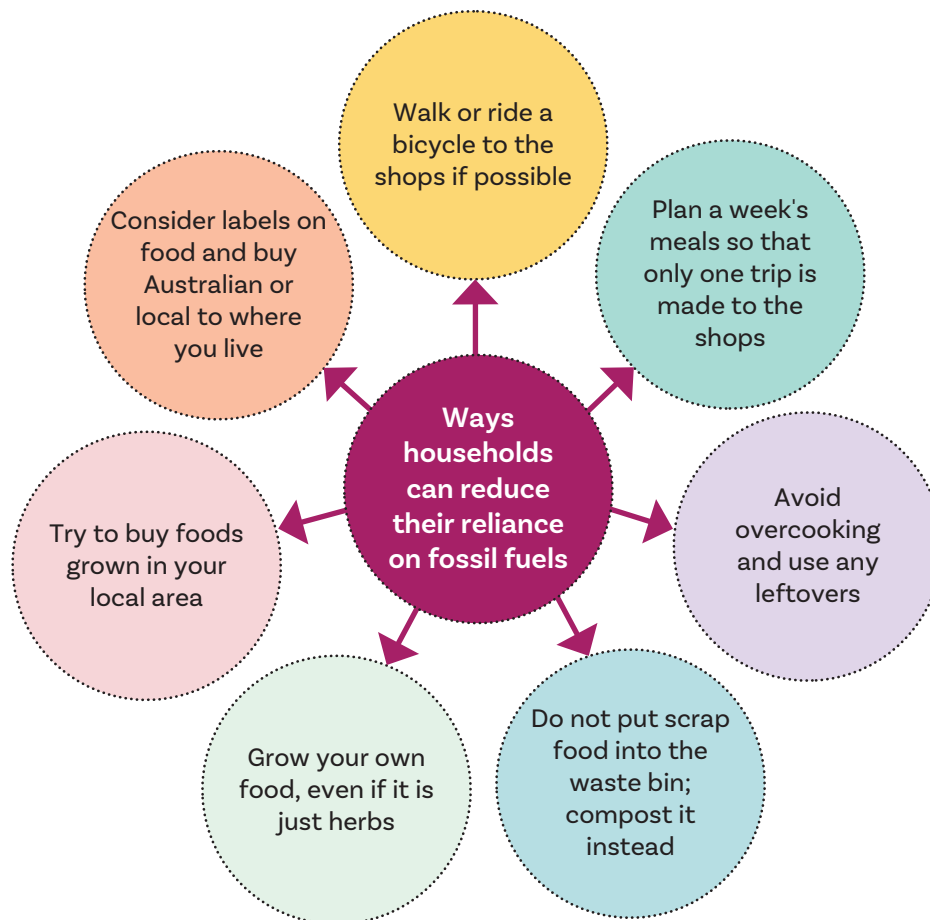 Ways
households
can reduce
their reliance
on fossil fuels
Walk or ride a
bicycle to the
shops if possible
Plan a week's
meals so that
only one trip is
made to the
shops
Avoid
overcooking
and use any
leftovers
Do not put scrap
food into the
waste bin;
compost it
instead
Grow your own
food, even if it is
just herbs
Try to buy foods
grown in your
local area
Consider labels on
food and buy
Australian or
local to where
you live